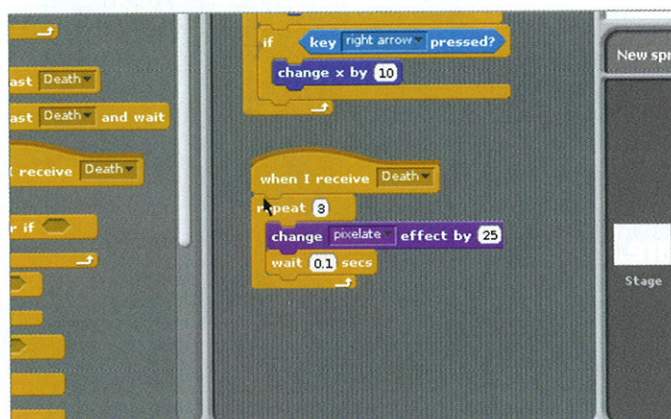 if key right arrow pressed?
change x by 10
ast Death
ast Death and wait
receive Death
r if
when I receive Death
repeat 3
change pixelate effect by 25
wait 0.1 secs
New spr
Stage